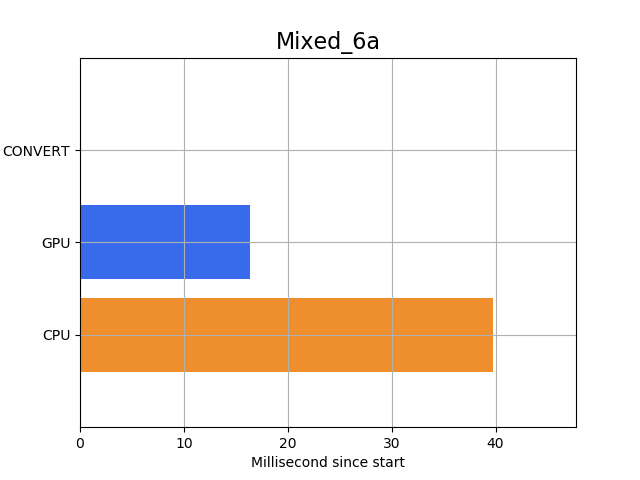 Mixed_6a
CONVERT
GPU
CPU
0 10 20 30 40
Millisecond since start